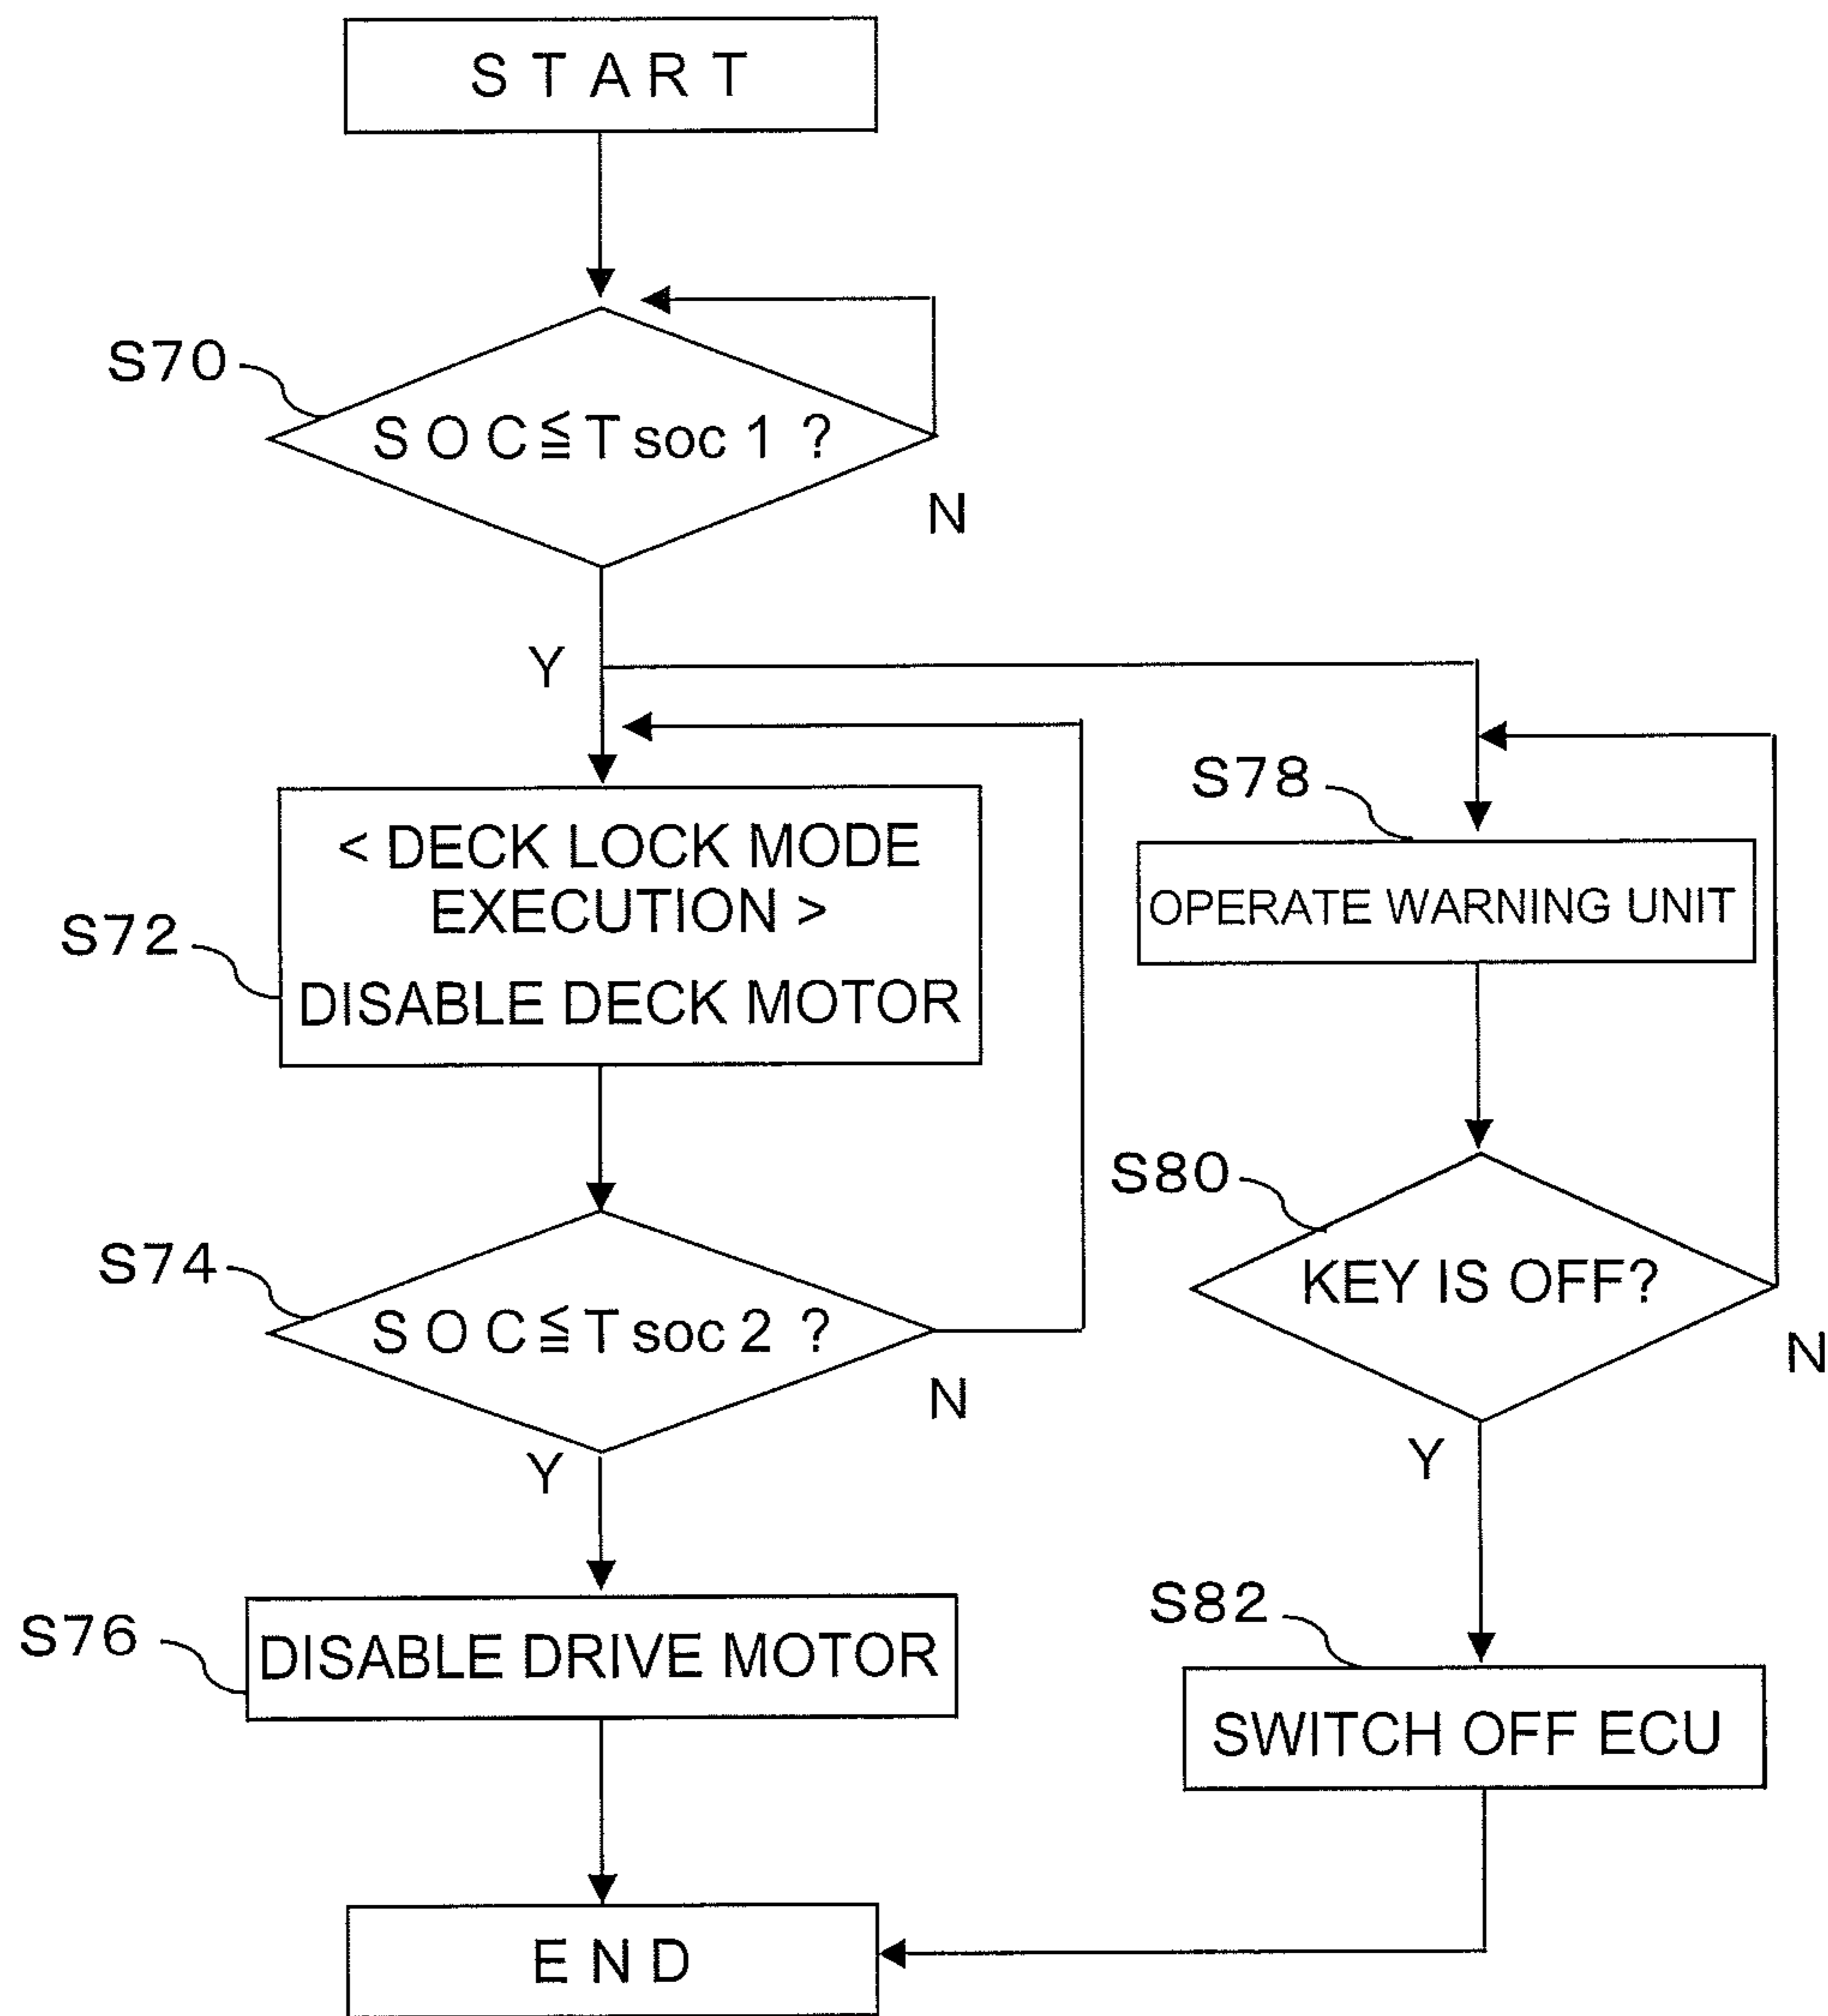 START
S70
SOC≦Tsoc1 ?
N
Y
< DECK LOCK MODE
EXECUTION >
S72
DISABLE DECK MOTOR
S74
SOC≦Tsoc2 ?
N
Y
S76
DISABLE DRIVE MOTOR
S78
OPERATE WARNING UNIT
S80
KEY IS OFF?
N
Y
S82
SWITCH OFF ECU
END